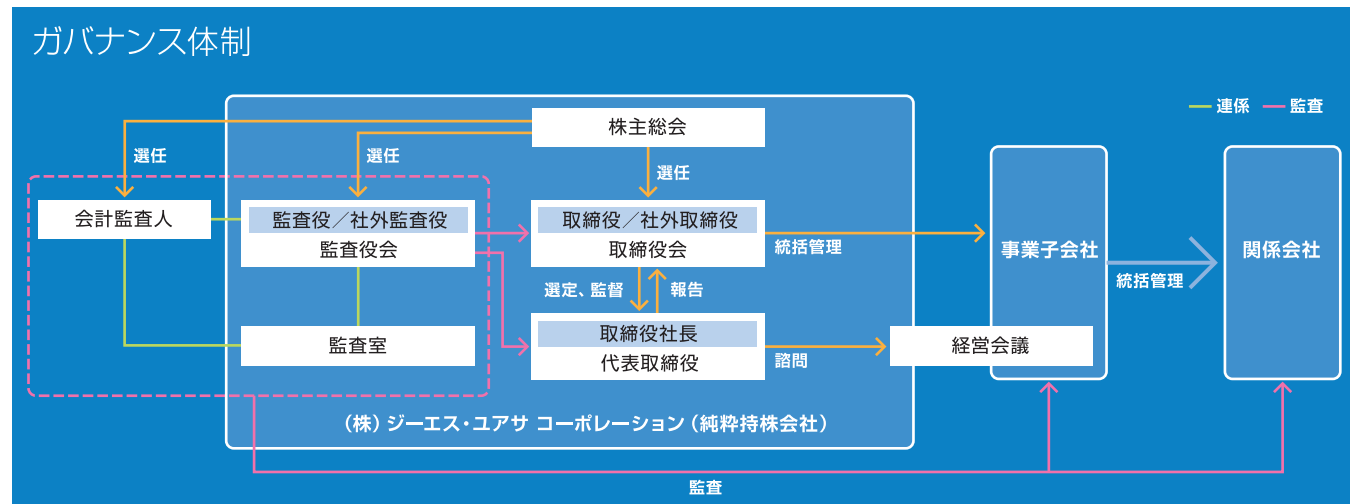 ガバナンス体制
連係
監査
株主総会
選任
選任
選任
会計監査人
監査役／社外監査役
監査役会
取締役／社外取締役
取締役会
統括管理
事業子会社
統括管理
関係会社
選定、監督
報告
監査室
取締役社長
代表取締役
諮問
経営会議
（株）ジーエス・ユアサ コーポレーション（純粋持株会社）
監査